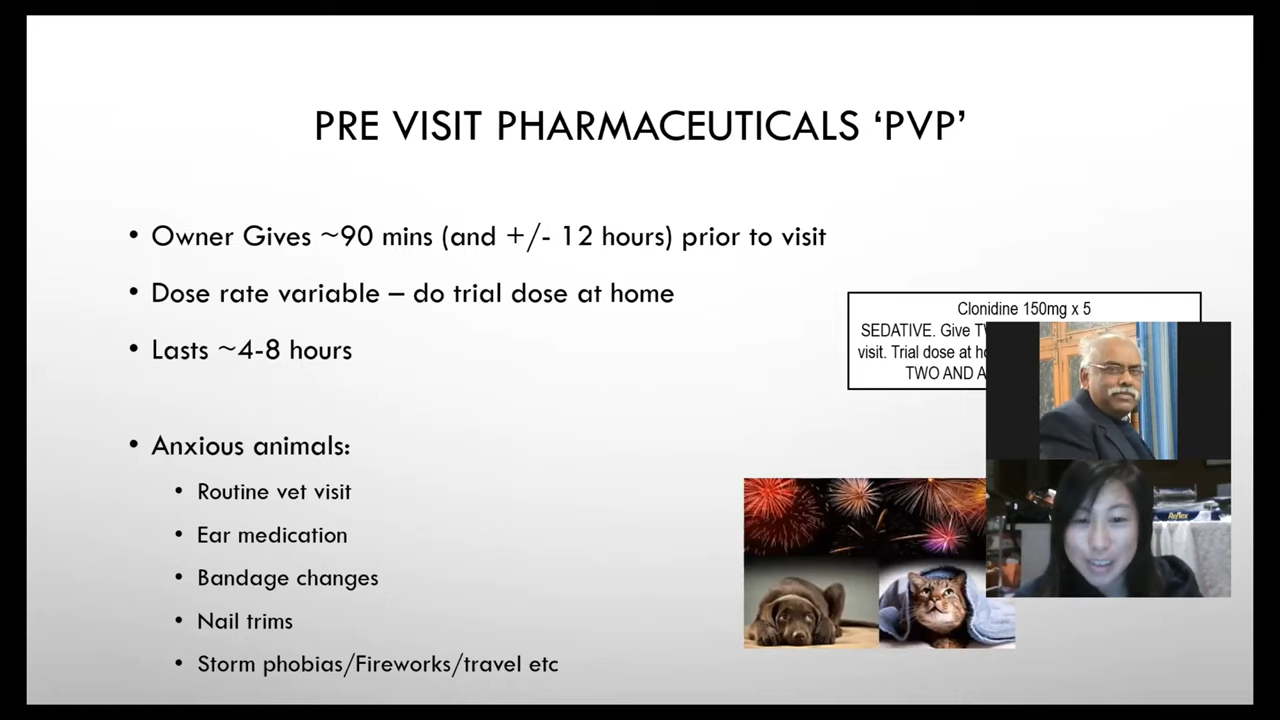 PRE VISIT PHARMACEUTICALS ‘PVP’
• Owner Gives ~90 mins (and +/- 12 hours) prior to visit
• Dose rate variable – do trial dose at home
• Lasts ~4-8 hours
Clonidine 150mg x 5
SEDATIVE. Give
visit. Trial dose at
TWO AND
• Anxious animals:
• Routine vet visit
• Ear medication
• Bandage changes
• Nail trims
• Storm phobias/Fireworks/travel etc
Reflex